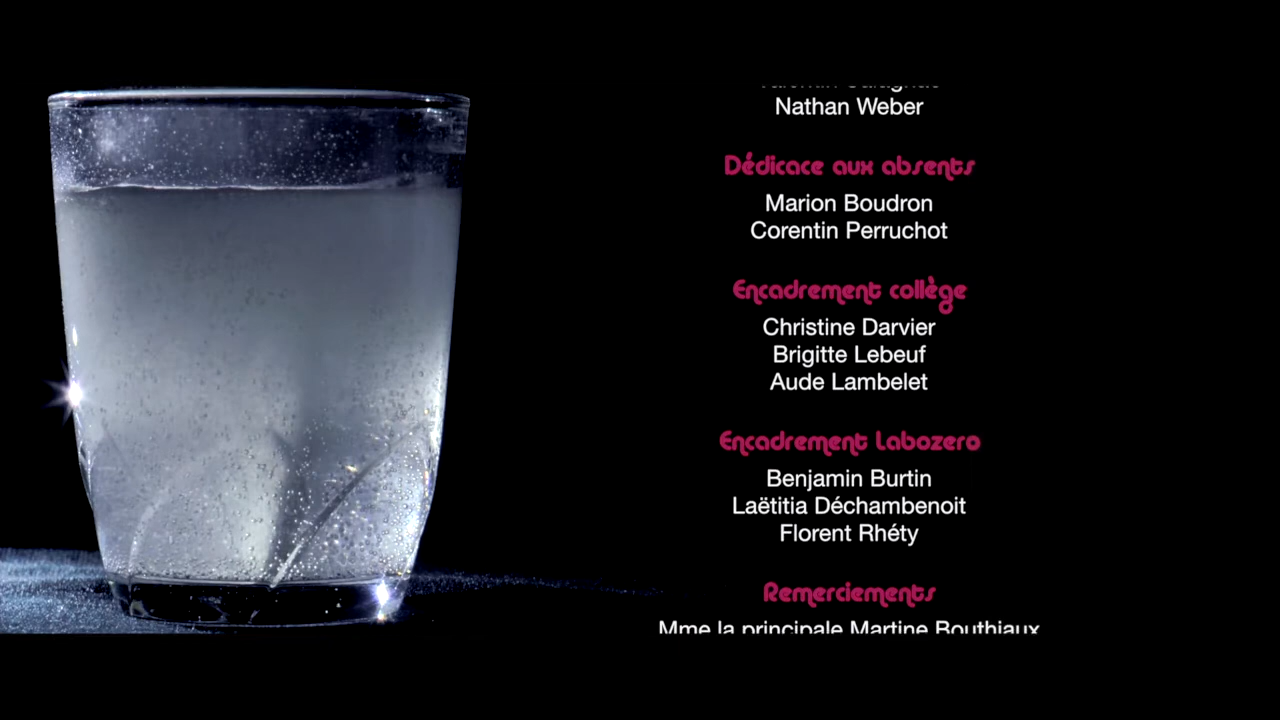 Nathan Weber
Dédicace aux absents
Marion Boudron
Corentin Perruchot
Encadrement collège
Christine Darvier
Brigitte Lebeuf
Aude Lambelet
Encadrement Labozero
Benjamin Burtin
Laëtitia Déchambenoit
Florent Rhéty
Remerciements
Mme la principale Martine Bouthiaux